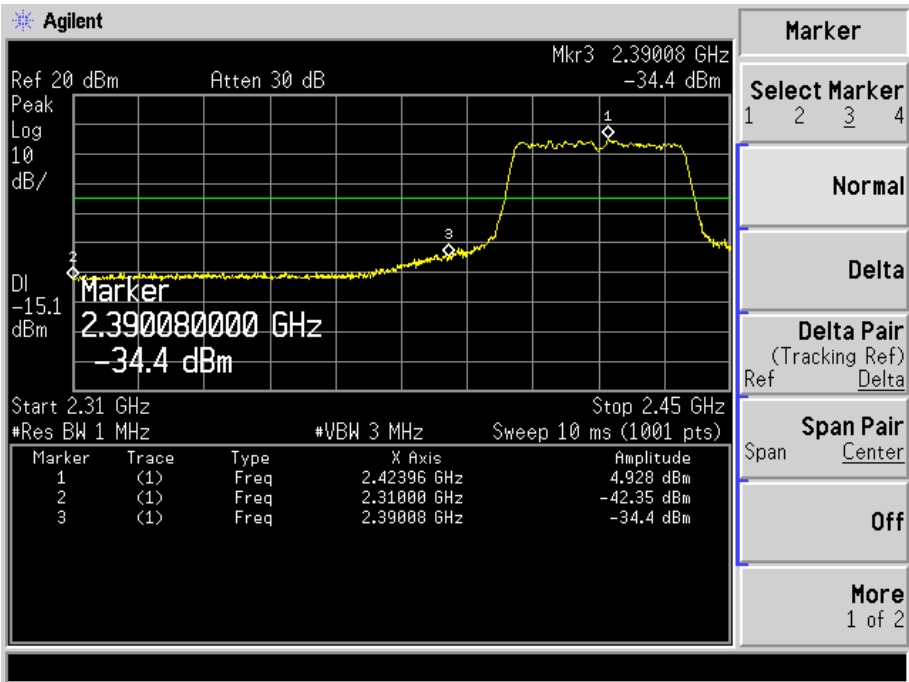 Agilent
Marker
Mkr3 2.39008 GHz
Ref 20 dBm Atten 30 dB −34.4 dBm
Peak
Log
10
dB/
1
3
2
DI
−15.1
dBm
Marker
2.390080000 GHz
−34.4 dBm
Start 2.31 GHz Stop 2.45 GHz
#Res BW 1 MHz #VBW 3 MHz Sweep 10 ms (1001 pts)
Marker Trace Type X Axis Amplitude
1 (1) Freq 2.42396 GHz 4.928 dBm
2 (1) Freq 2.31000 GHz −42.35 dBm
3 (1) Freq 2.39008 GHz −34.4 dBm
Select Marker
1 2 3 4
Normal
Delta
Delta Pair
(Tracking Ref)
Ref Delta
Span Pair
Span Center
Off
More
1 of 2